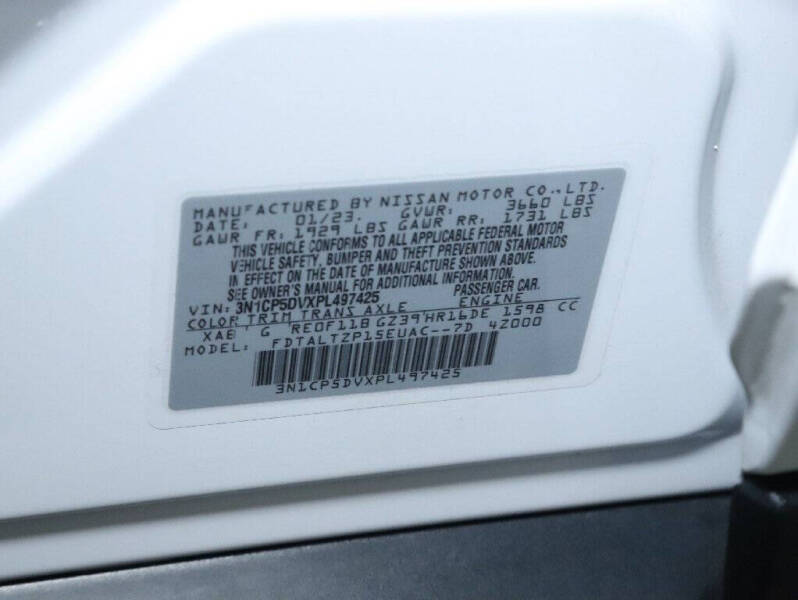 MANUFACTURED BY NISSAN MOTOR CO.,LTD.
DATE: 01/23. GVWR: 3660 LBS
GAWR FR: 1929 LBS GAWR RR: 1731 LBS
THIS VEHICLE CONFORMS TO ALL APPLICABLE FEDERAL MOTOR
VEHICLE SAFETY, BUMPER AND THEFT PREVENTION STANDARDS
IN EFFECT ON THE DATE OF MANUFACTURE SHOWN ABOVE.
SEE OWNER'S MANUAL FOR ADDITIONAL INFORMATION.
VIN: 3N1CP5DVXPL497425 PASSENGER CAR.
COLOR TRIM TRANS AXLE ENGINE
XAB G RE0F11B GZ39 HR16DE 1598 CC
MODEL: FDTALTZP15EUAC--7D 4Z000
3N1CP5DVXPL497425